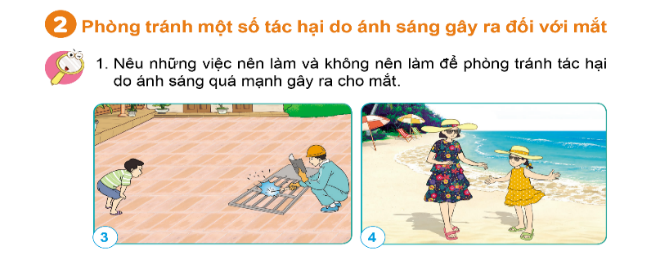 2 Phòng tránh một số tác hại do ánh sáng gây ra đối với mắt
1. Nêu những việc nên làm và không nên làm để phòng tránh tác hại
do ánh sáng quá mạnh gây ra cho mắt.
3
4